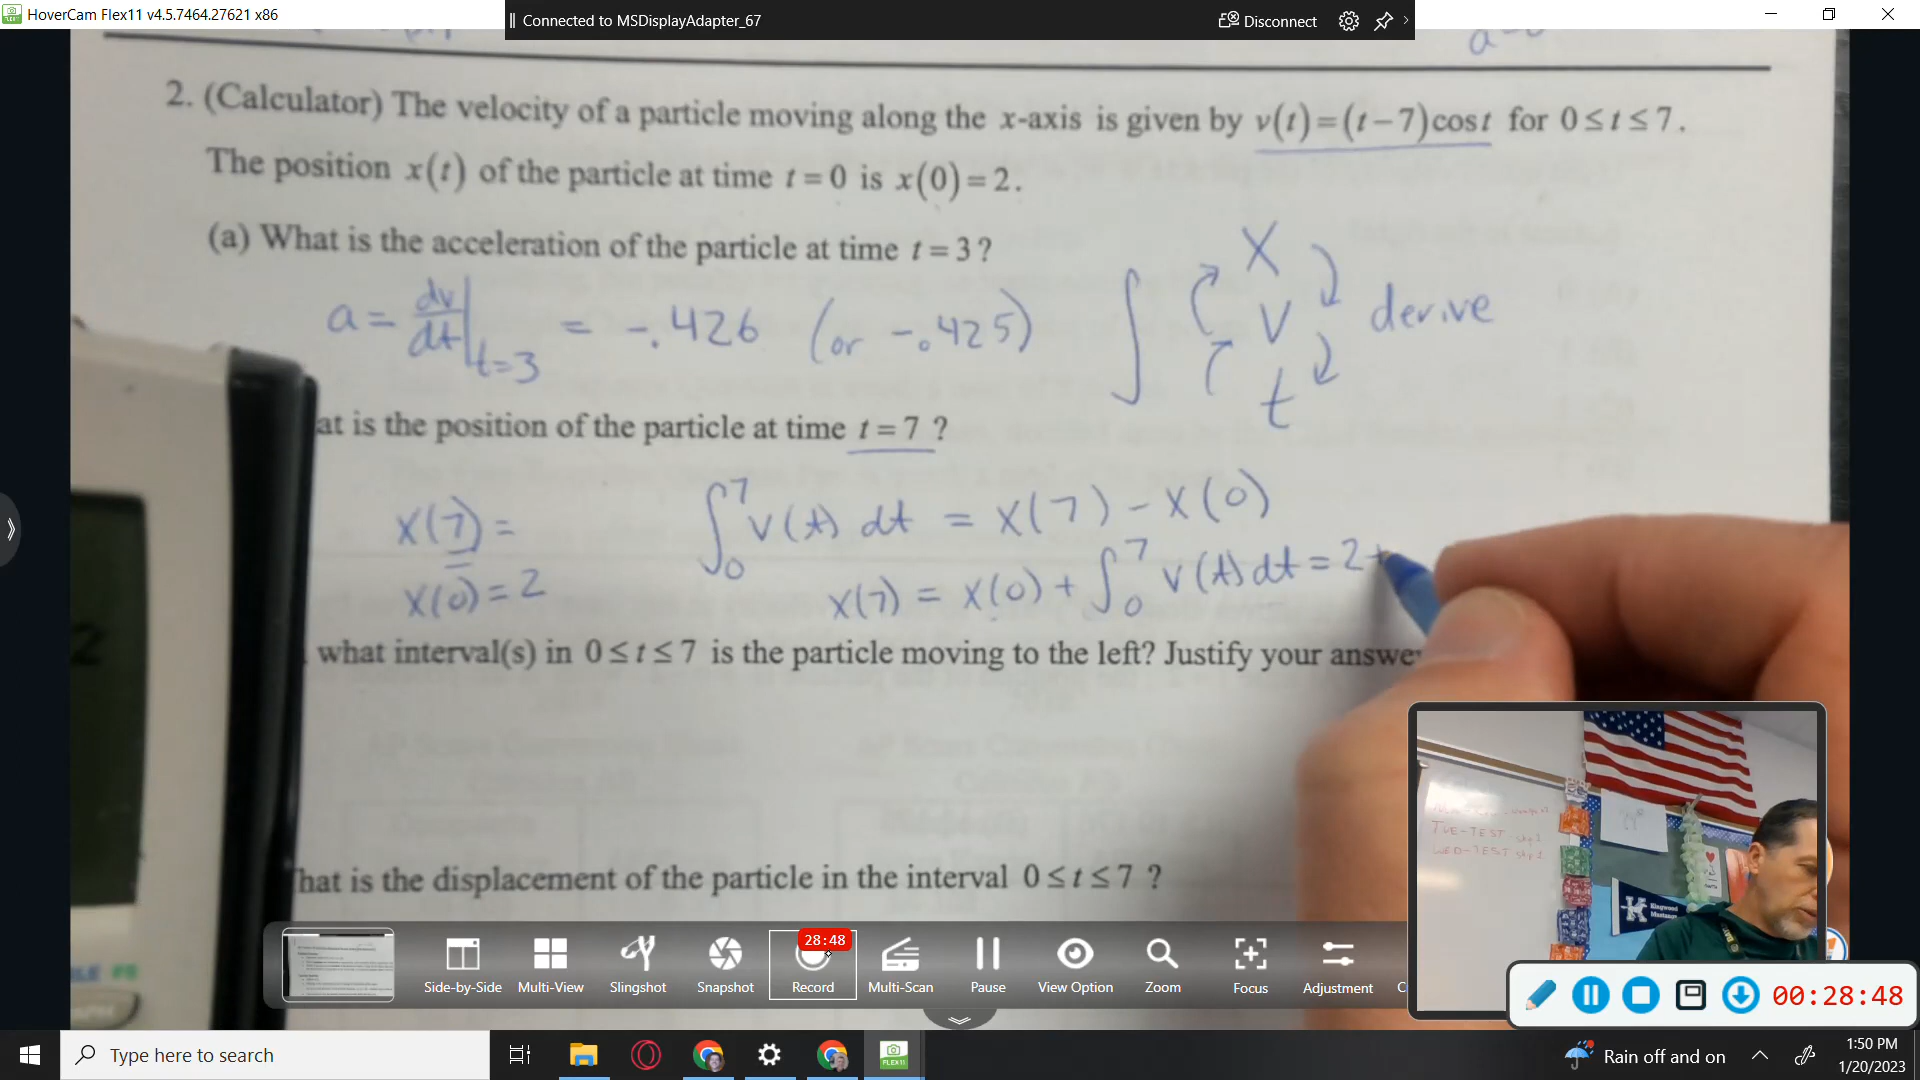 HoverCam Flex11 v4.5.7464.27621 x86
Connected to MSDisplayAdapter_67
Disconnect
2. (Calculator) The velocity of a particle moving along the x-axis is given by v(t)=(t-7)cost for 0≤t≤7.
The position x(t) of the particle at time t=0 is x(0)=2.
(a) What is the acceleration of the particle at time t=3?
a= dv/dt | t=3 = -.426 (or -.425)
∫ X V t derive
at is the position of the particle at time t=7 ?
x(7)=
∫₀⁷ v(t) dt = x(7) - x(0)
x(0)=2
x(7) = x(0) + ∫₀⁷ v(t)dt = 2+
what interval(s) in 0≤t≤7 is the particle moving to the left? Justify your answe
hat is the displacement of the particle in the interval 0≤t≤7 ?
TUE-TEST
WED-TEST
Kingwood
Mustangs
28:48
Side-by-Side
Multi-View
Slingshot
Snapshot
Record
Multi-Scan
Pause
View Option
Zoom
Focus
Adjustment
C
00:28:48
Type here to search
FLEX11
Rain off and on
1:50 PM
1/20/2023